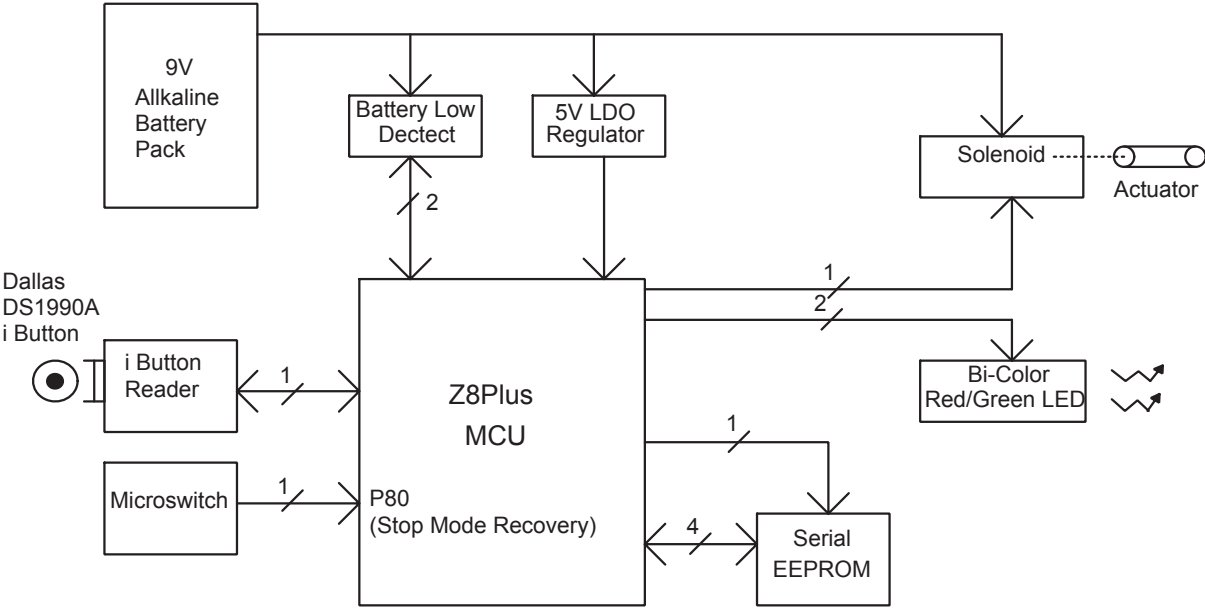 9V
Allkaline
Battery
Pack
Battery Low
Dectect
5V LDO
Regulator
Solenoid
Actuator
2
Dallas
DS1990A
i Button
1
2
i Button
Reader
1
Z8Plus
MCU
Bi-Color
Red/Green LED
1
Microswitch
1
P80
(Stop Mode Recovery)
4
Serial
EEPROM